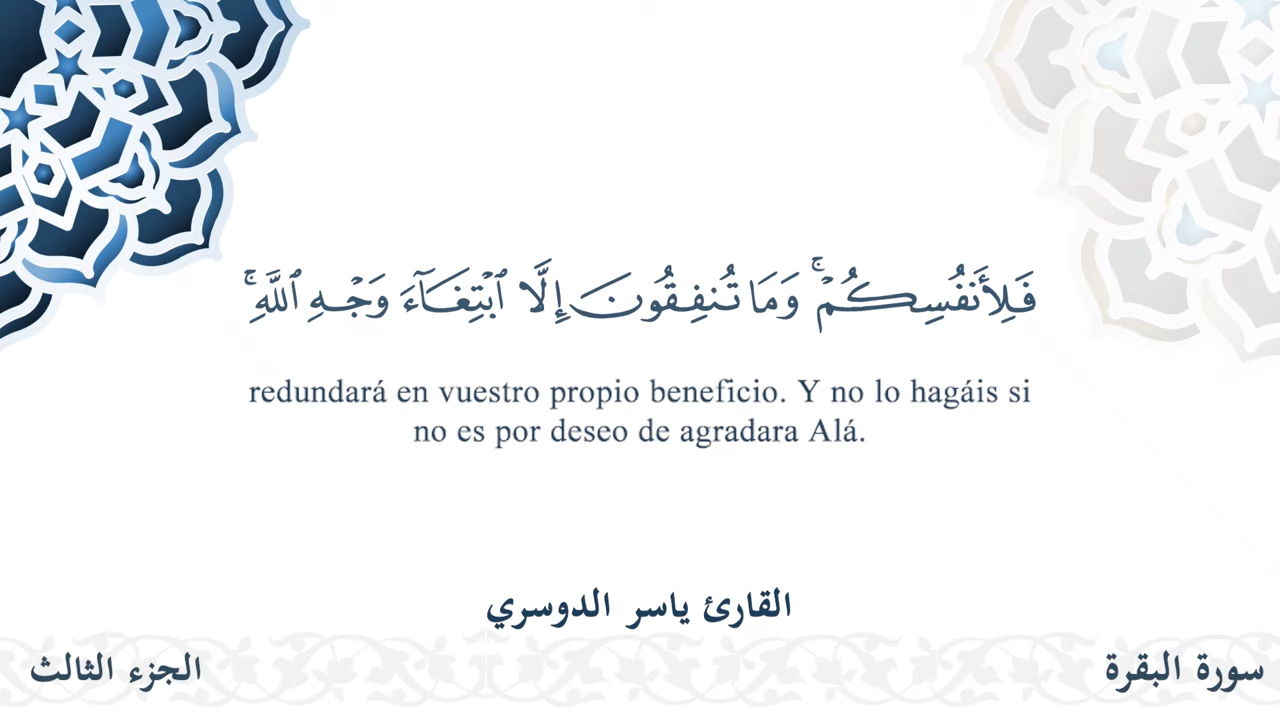 فَلِأَنفُسِكُمۡۚ وَمَا تُنفِقُونَ إِلَّا ٱبۡتِغَآءَ وَجۡهِ ٱللَّهِۚ
redundará en vuestro propio beneficio. Y no lo hagáis si
no es por deseo de agradara Alá.
القارئ ياسر الدوسري
سورة البقرة
الجزء الثالث